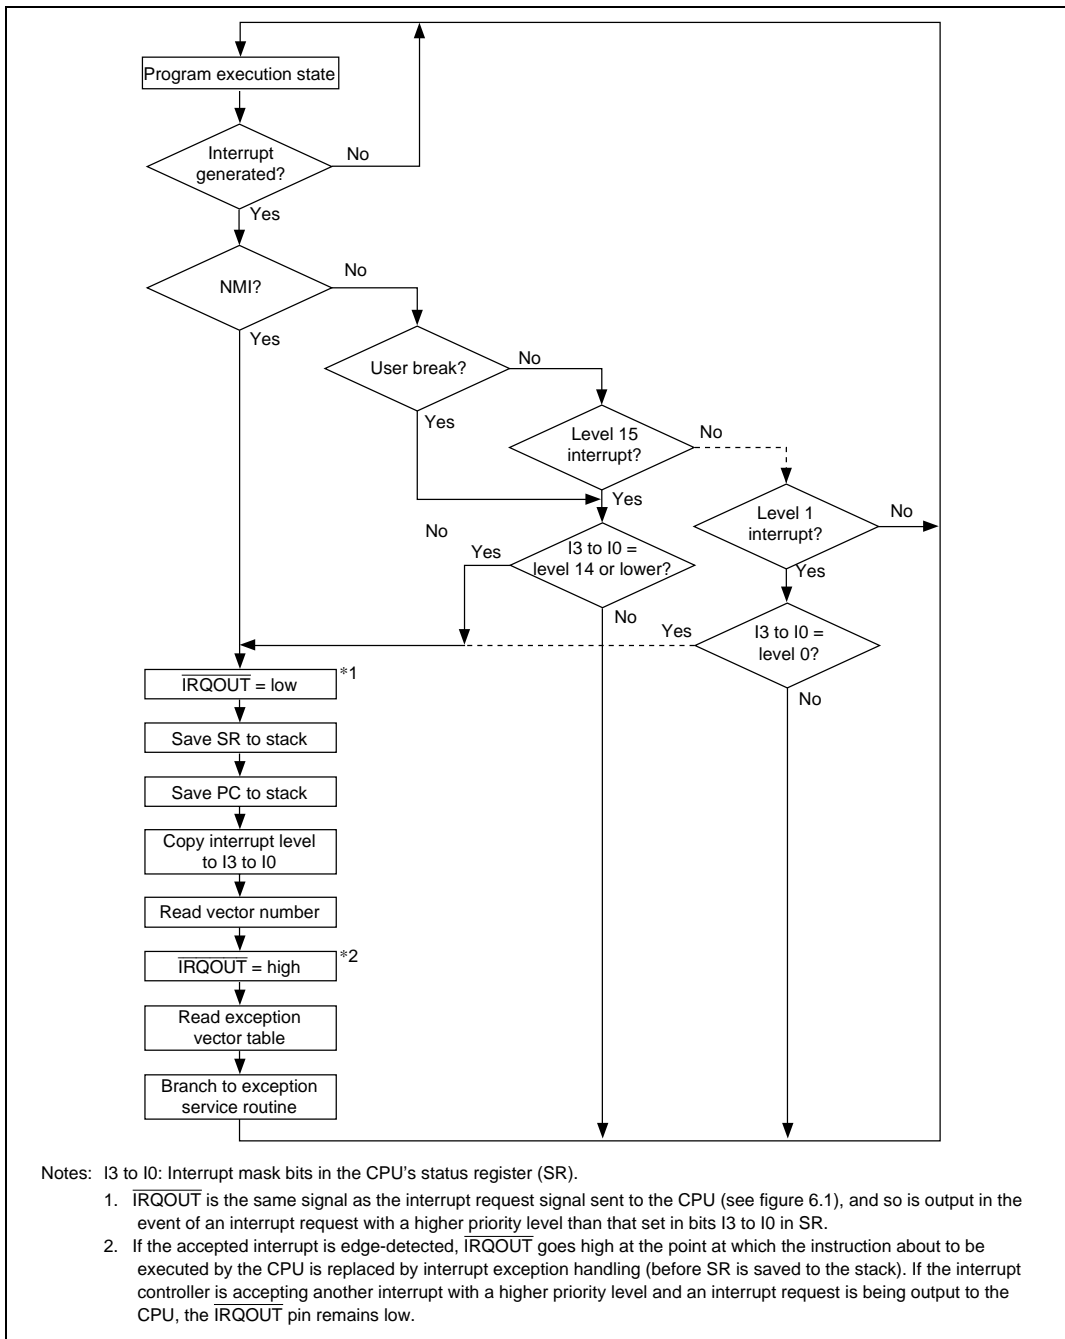 Program execution state
Interrupt
generated?
No
Yes
NMI?
No
Yes
User break?
No
Yes
Level 15
interrupt?
No
Yes
Level 1
interrupt?
No
Yes
No
I3 to I0 =
level 14 or lower?
Yes
No
I3 to I0 =
level 0?
Yes
No
IRQOUT = low *1
Save SR to stack
Save PC to stack
Copy interrupt level
to I3 to I0
Read vector number
IRQOUT = high *2
Read exception
vector table
Branch to exception
service routine
Notes: I3 to I0: Interrupt mask bits in the CPU's status register (SR).
1. IRQOUT is the same signal as the interrupt request signal sent to the CPU (see figure 6.1), and so is output in the
event of an interrupt request with a higher priority level than that set in bits I3 to I0 in SR.
2. If the accepted interrupt is edge-detected, IRQOUT goes high at the point at which the instruction about to be
executed by the CPU is replaced by interrupt exception handling (before SR is saved to the stack). If the interrupt
controller is accepting another interrupt with a higher priority level and an interrupt request is being output to the
CPU, the IRQOUT pin remains low.